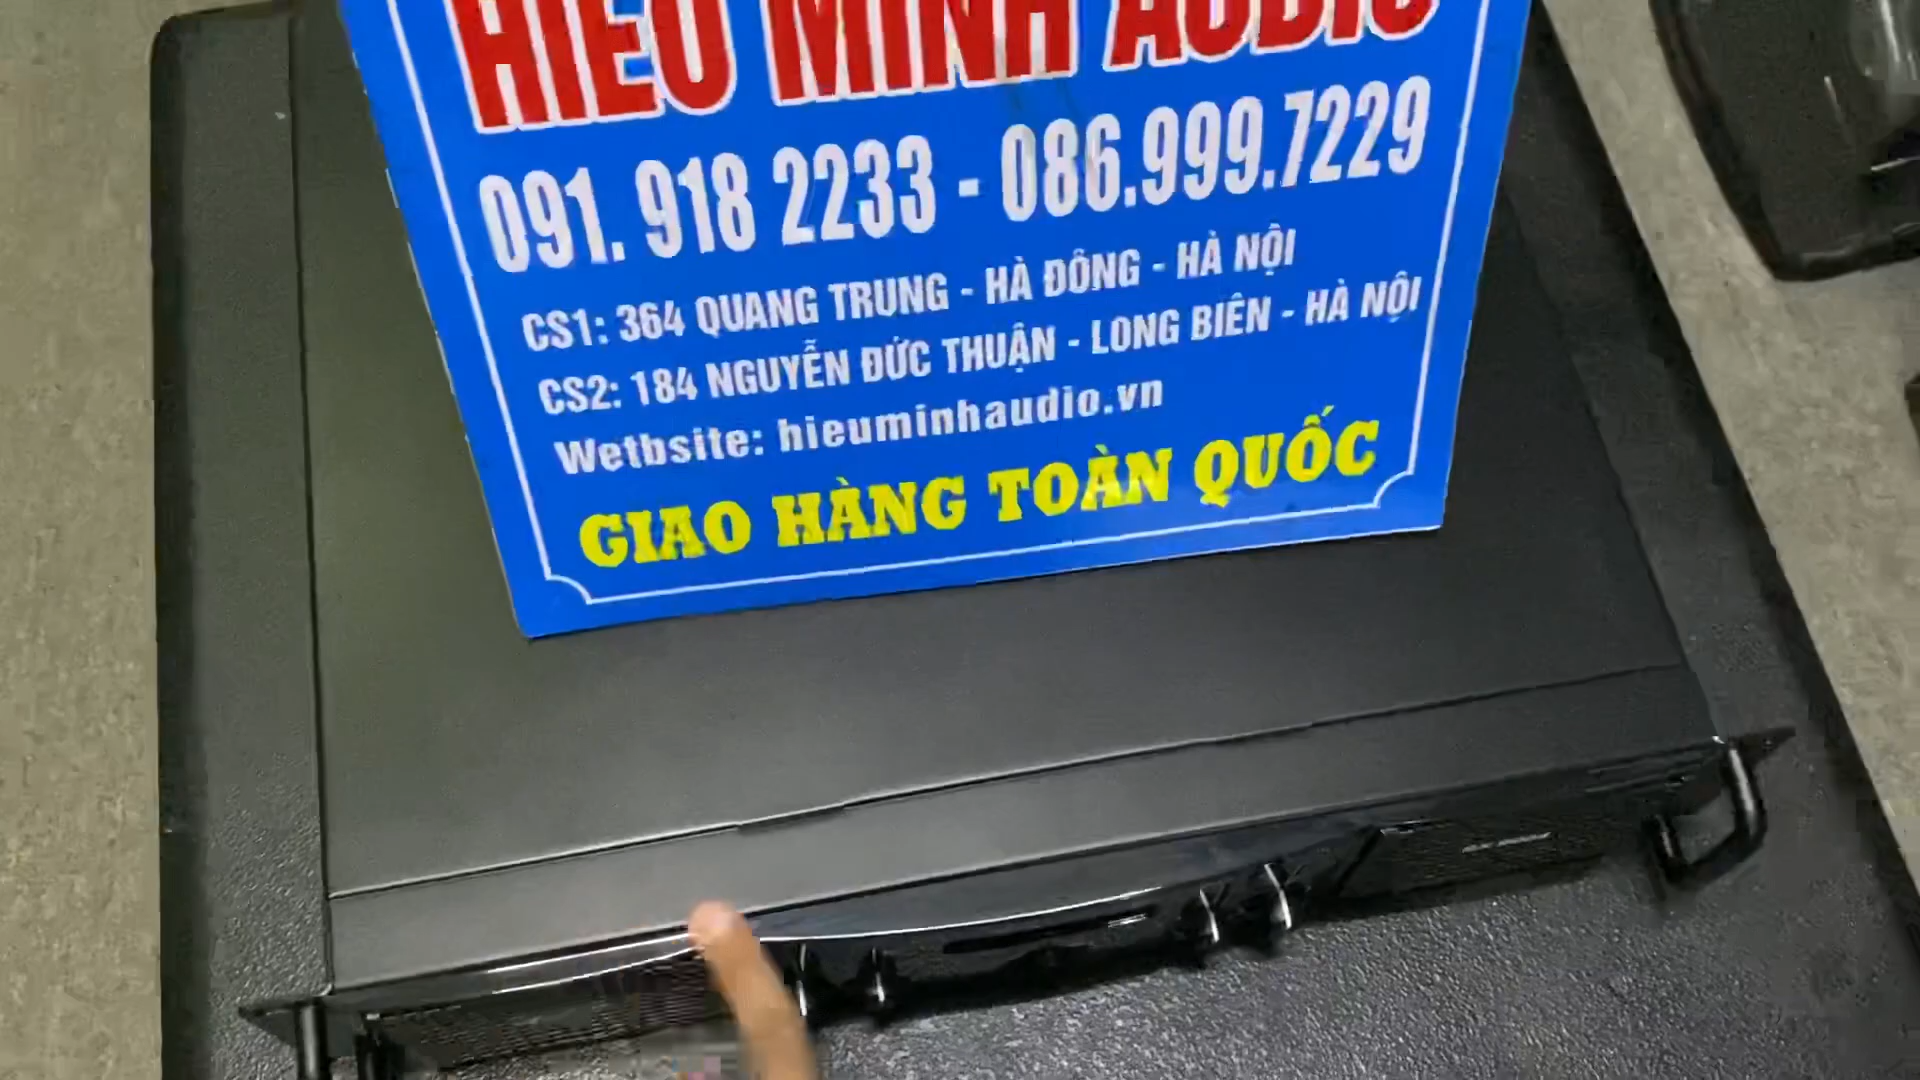 HIẾU MINH AUDIO
091. 918 2233 - 086.999.7229
CS1: 364 QUANG TRUNG - HÀ ĐÔNG - HÀ NỘI
CS2: 184 NGUYỄN ĐỨC THUẬN - LONG BIÊN - HÀ NỘI
Wetbsite: hieuminhaudio.vn
GIAO HÀNG TOÀN QUỐC